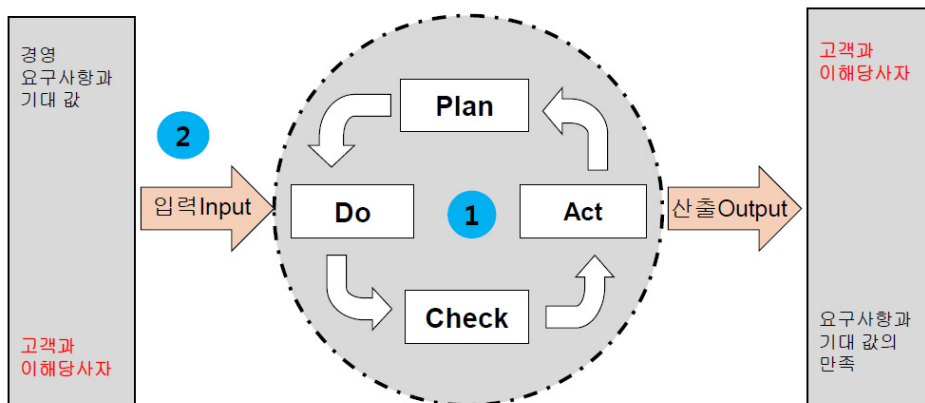 경영
요구사항과
기대 값
고객과
이해당사자
2
입력Input
Plan
Do
1
Act
Check
산출Output
고객과
이해당사자
요구사항과
기대 값의
만족